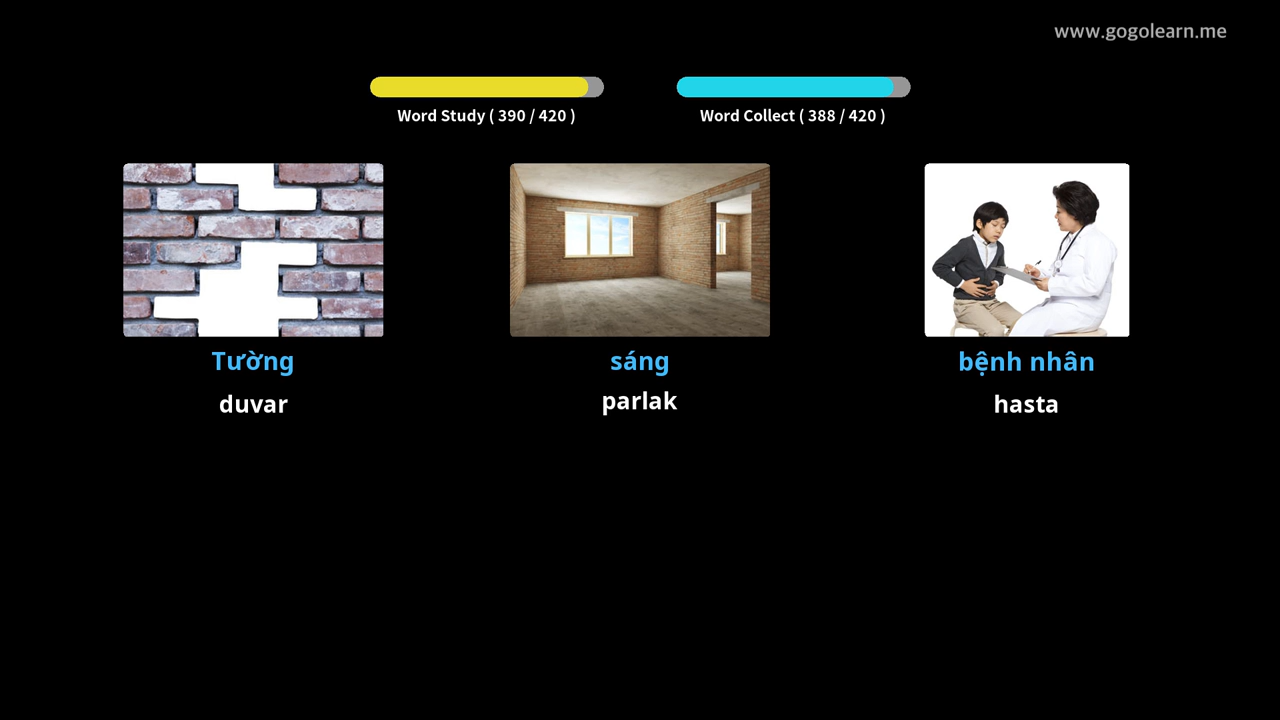 www.gogolearn.me
Word Study ( 390 / 420 )
Word Collect ( 388 / 420 )
Tường
sáng
bệnh nhân
duvar
parlak
hasta